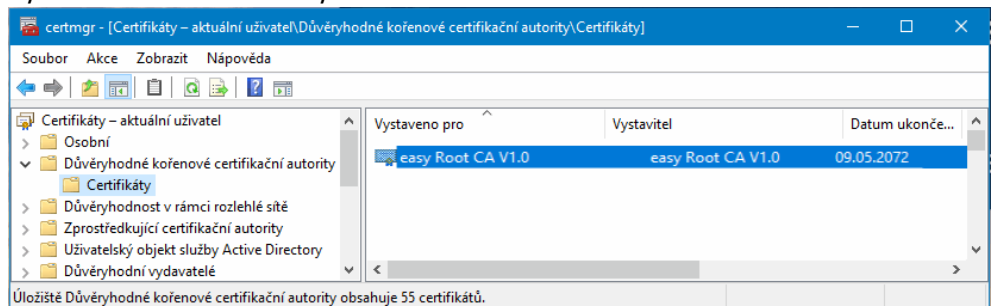 certmgr - [Certifikáty – aktuální uživatel\Důvěryhodné kořenové certifikační autority\Certifikáty]
Soubor Akce Zobrazit Nápověda
Certifikáty – aktuální uživatel
Osobní
Důvěryhodné kořenové certifikační autority
Certifikáty
Důvěryhodnost v rámci rozlehlé sítě
Zprostředkující certifikační autority
Uživatelský objekt služby Active Directory
Důvěryhodní vydavatelé
Vystaveno pro Vystavitel Datum ukonče...
easy Root CA V1.0 easy Root CA V1.0 09.05.2072
Úložiště Důvěryhodné kořenové certifikační autority obsahuje 55 certifikátů.